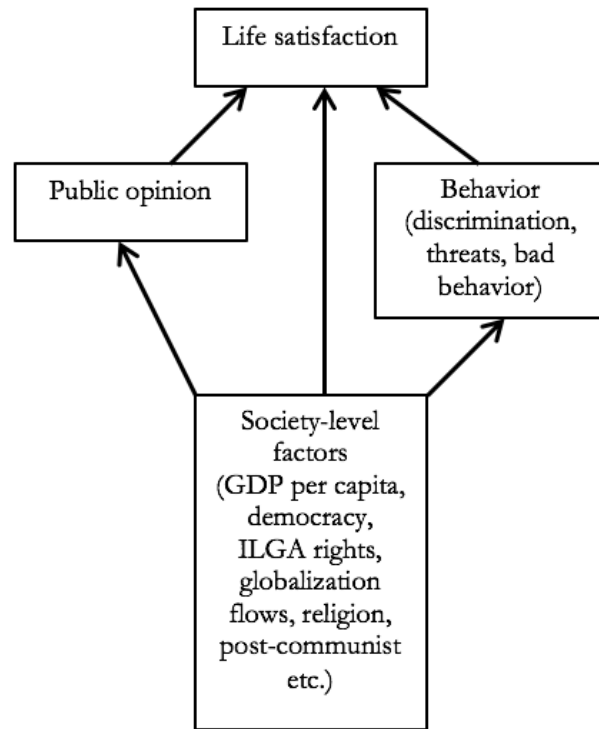 Life satisfaction
Public opinion
Behavior
(discrimination,
threats, bad
behavior)
Society-level
factors
(GDP per capita,
democracy,
ILGA rights,
globalization
flows, religion,
post-communist
etc.)